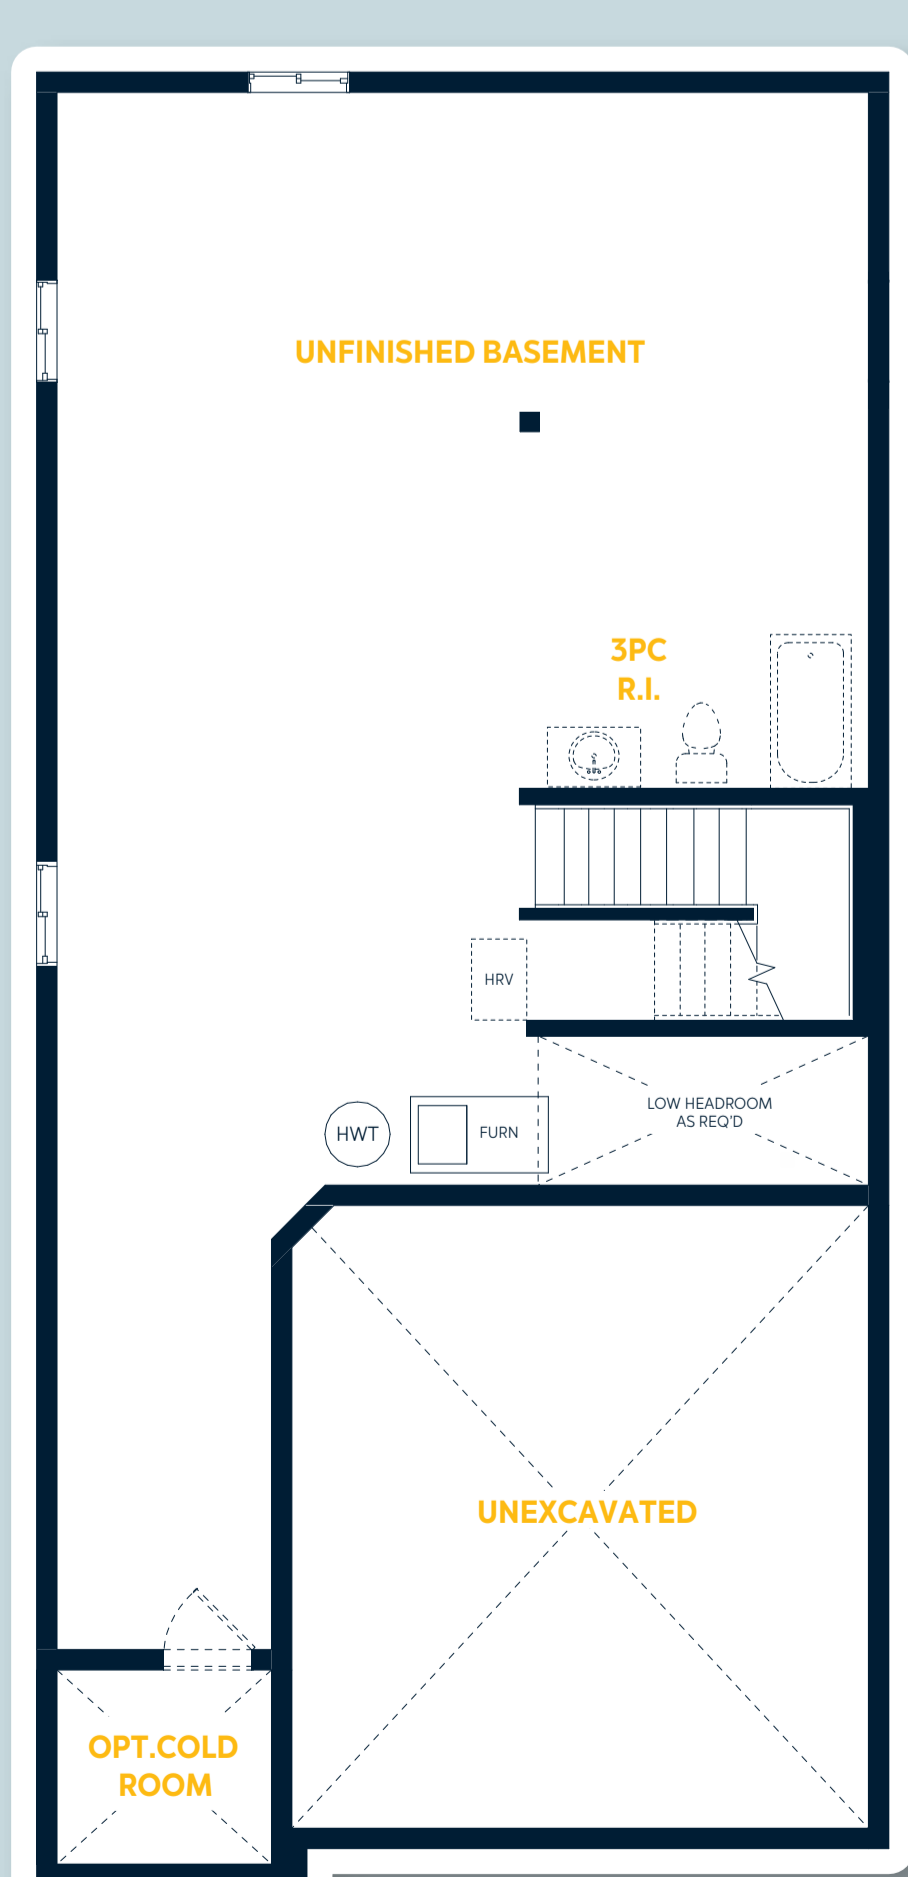 UNFINISHED BASEMENT
3PC
R.I.
HRV
LOW HEADROOM
AS REQ'D
HWT
FURN
UNEXCAVATED
OPT.COLD
ROOM